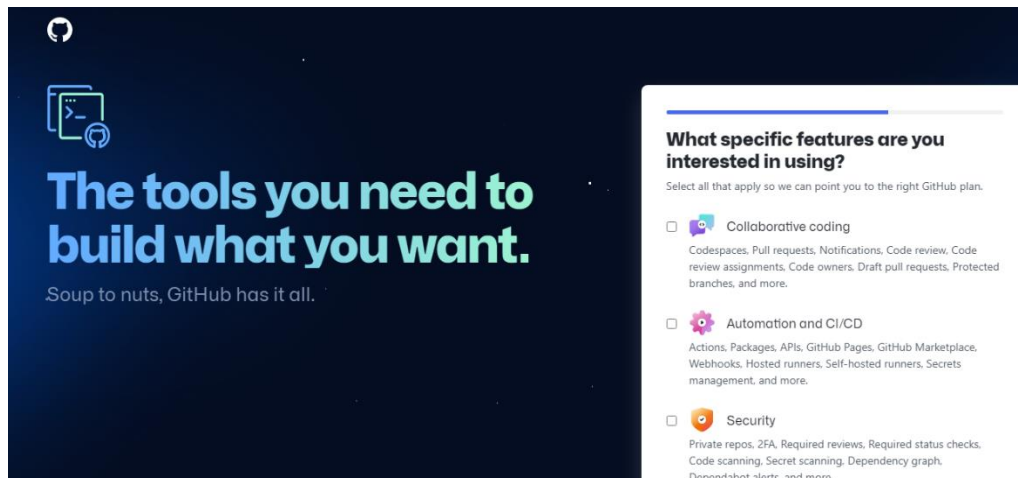 The tools you need to
build what you want.
Soup to nuts, GitHub has it all.
What specific features are you
interested in using?
Select all that apply so we can point you to the right GitHub plan.
Collaborative coding
Codespaces, Pull requests, Notifications, Code review, Code
review assignments, Code owners, Draft pull requests, Protected
branches, and more.
Automation and CI/CD
Actions, Packages, APIs, GitHub Pages, GitHub Marketplace,
Webhooks, Hosted runners, Self-hosted runners, Secrets
management, and more.
Security
Private repos, 2FA, Required reviews, Required status checks,
Code scanning, Secret scanning, Dependency graph,
Dependabot alerts, and more.